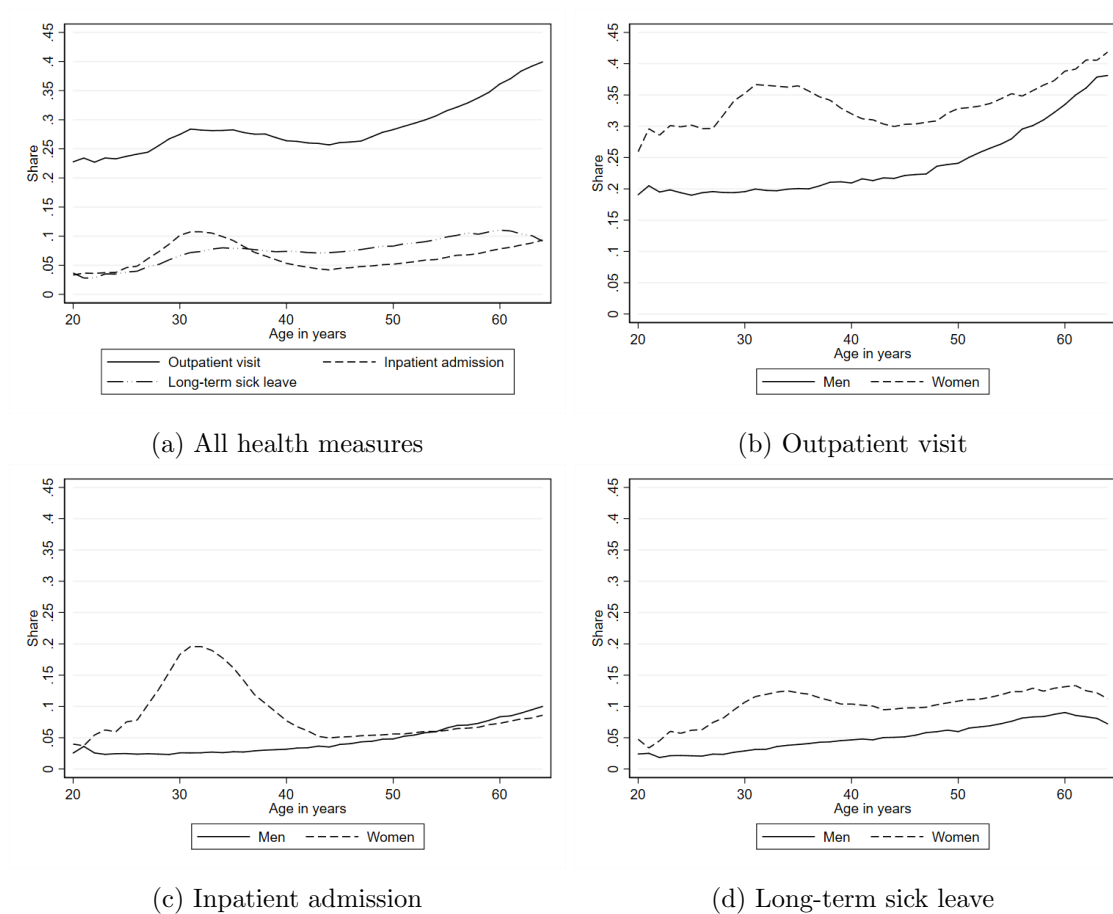 .45
.4
.35
.3
.25
.2
.15
.1
.05
0
Share
20 30 40 50 60
Age in years
Outpatient visit Inpatient admission
Long-term sick leave
(a) All health measures
.45
.4
.35
.3
.25
.2
.15
.1
.05
0
Share
20 30 40 50 60
Age in years
Men Women
(b) Outpatient visit
.45
.4
.35
.3
.25
.2
.15
.1
.05
0
Share
20 30 40 50 60
Age in years
Men Women
(c) Inpatient admission
.45
.4
.35
.3
.25
.2
.15
.1
.05
0
Share
20 30 40 50 60
Age in years
Men Women
(d) Long-term sick leave